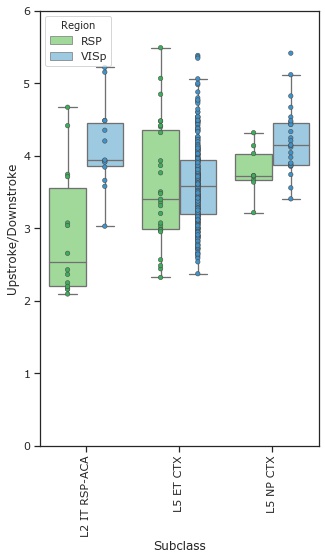 Region
RSP
VISp
6
5
4
3
2
1
0
Upstroke/Downstroke
L2 IT RSP-ACA
L5 ET CTX
L5 NP CTX
Subclass